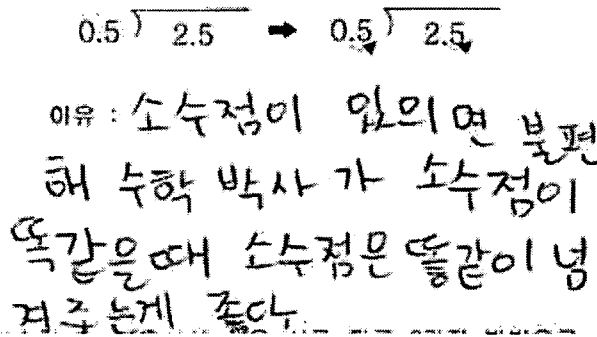 0.5 ) 2.5 ➡ 0.5 ) 2.5
이유 : 소수점이 있의면 불편
해 수학 박사가 소수점이
똑같을때 소수점은 똟같이 넘
겨주는게 좋다.